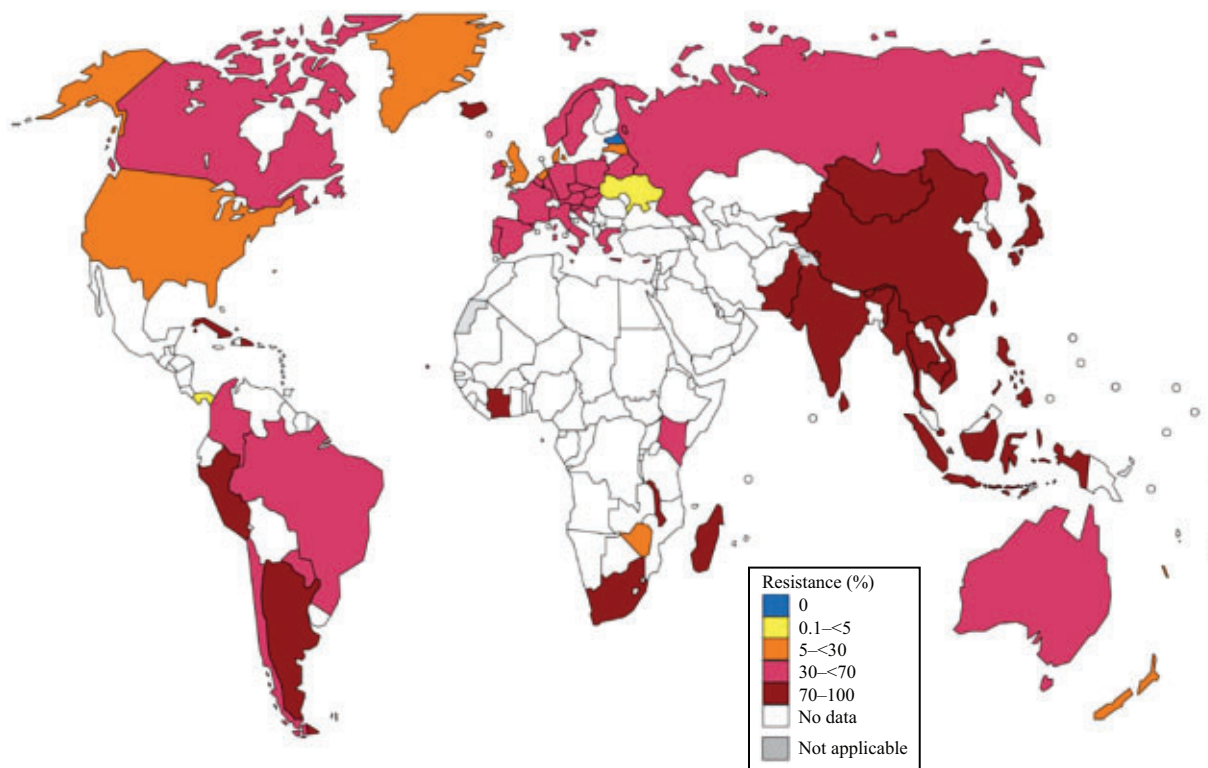 Resistance (%)
0
0.1–<5
5–<30
30–<70
70–100
No data
Not applicable